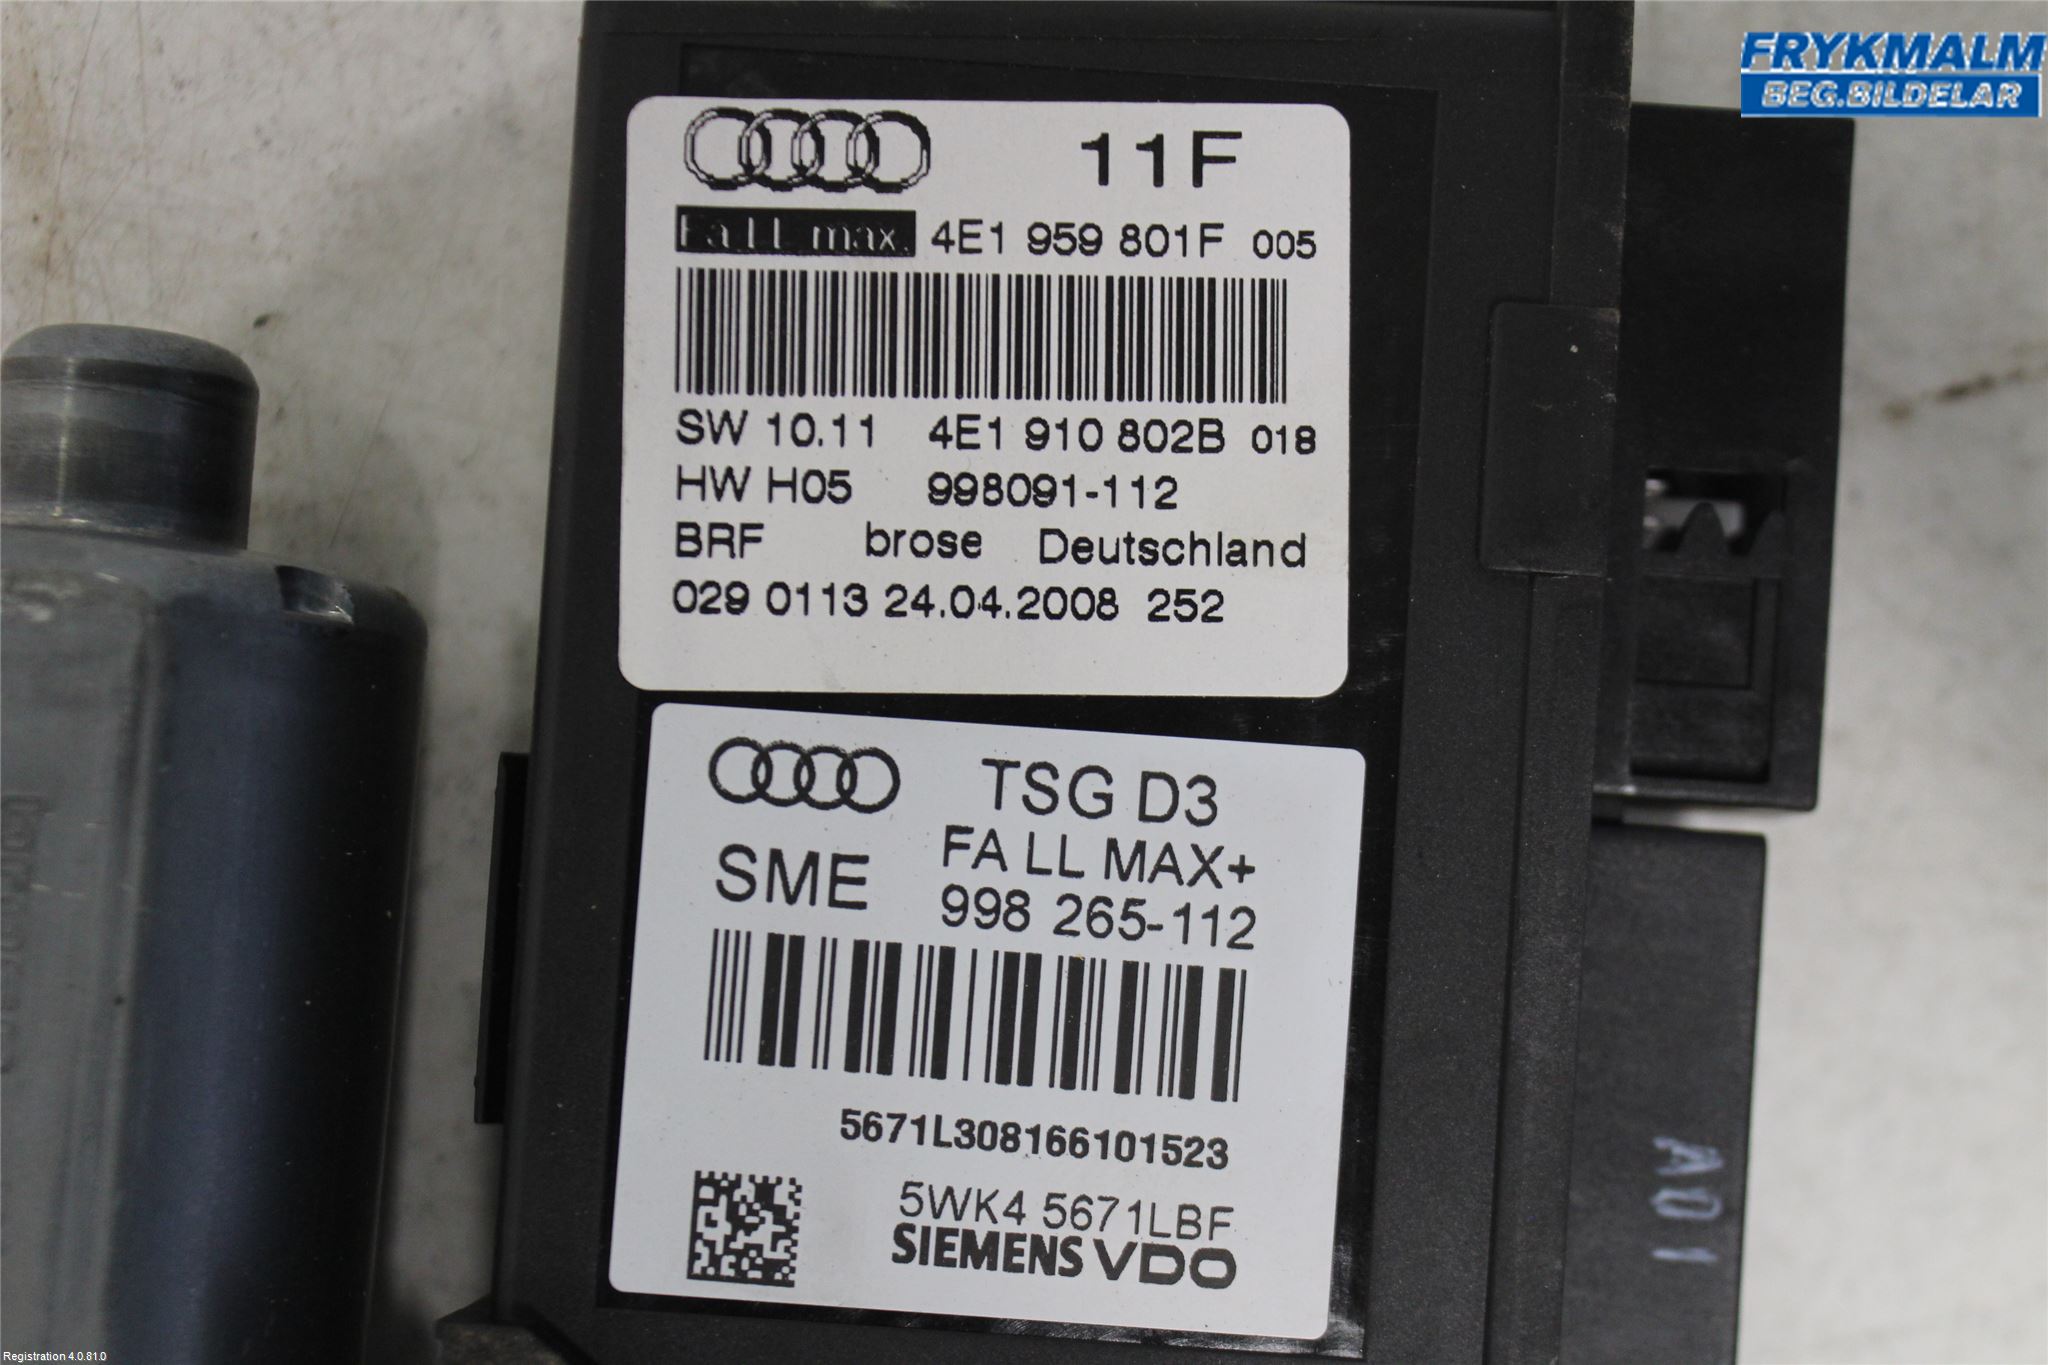 FRYKMALM
BEG.BILDELAR
11F
Fa LL max. 4E1 959 801F 005
SW 10.11 4E1 910 802B 018
HW H05 998091-112
BRF brose Deutschland
029 0113 24.04.2008 252
TSG D3
SME FA LL MAX+
998 265-112
5671L308166101523
5WK4 5671LBF
SIEMENS VDO
A01
Registration 4.0.81.0